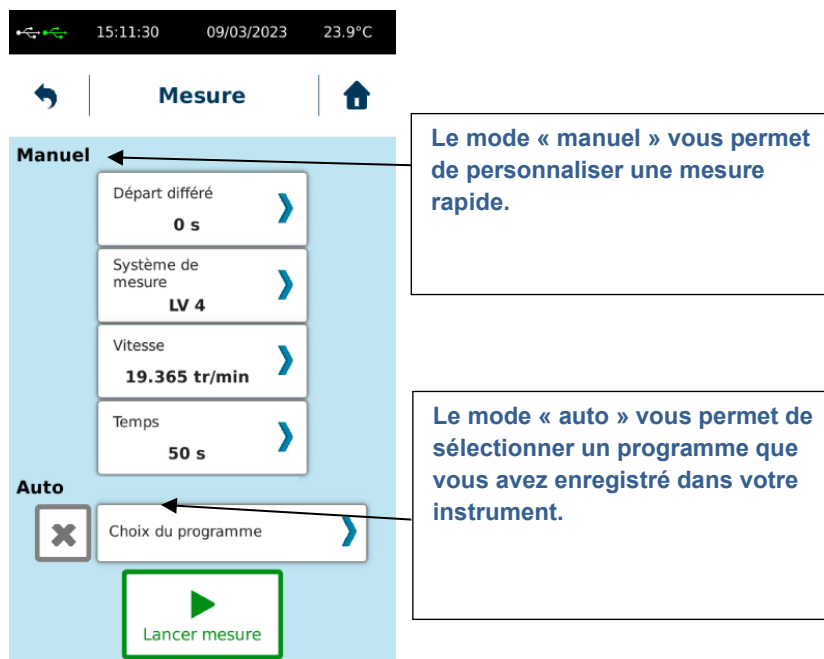 15:11:30 09/03/2023 23.9°C
Mesure
Manuel
Départ différé
0 s
Système de
mesure
LV 4
Vitesse
19.365 tr/min
Temps
50 s
Auto
Choix du programme
Lancer mesure
Le mode « manuel » vous permet
de personnaliser une mesure
rapide.
Le mode « auto » vous permet de
sélectionner un programme que
vous avez enregistré dans votre
instrument.